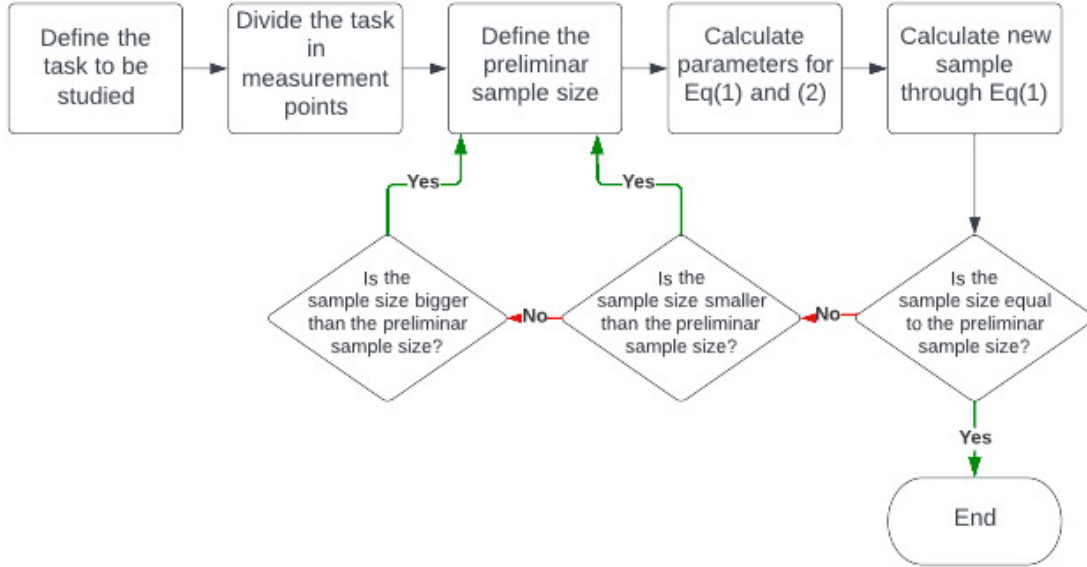 Define the
task to be
studied
Divide the task
in
measurement
points
Define the
preliminar
sample size
Calculate
parameters for
Eq(1) and (2)
Calculate new
sample
through Eq(1)
Yes
Yes
Is the
sample size bigger
than the preliminar
sample size?
No
Is the
sample size smaller
than the preliminar
sample size?
No
Is the
sample size equal
to the preliminar
sample size?
Yes
End